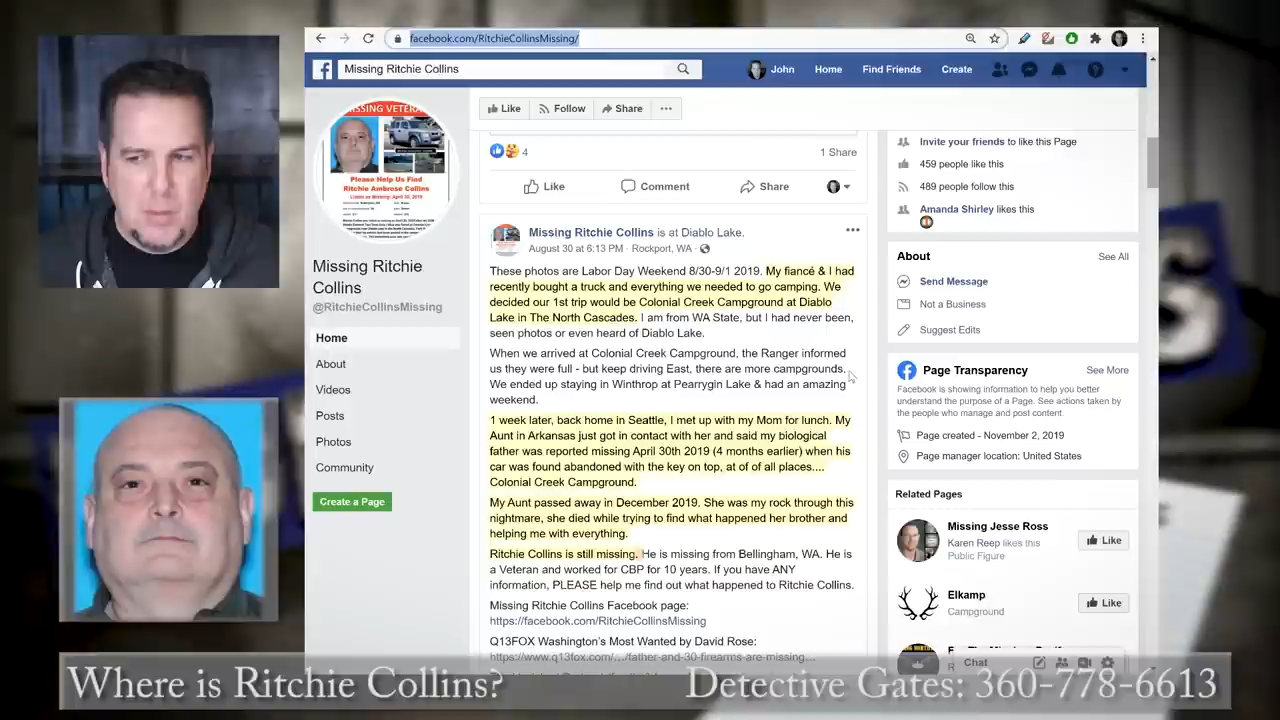 facebook.com/RitchieCollinsMissing/
Missing Ritchie Collins
John
Home
Find Friends
Create
MISSING VETERAN
Please Help Us Find
Ritchie Ambrose Collins
Missing Ritchie
Collins
@RitchieCollinsMissing
Home
About
Videos
Posts
Photos
Community
Create a Page
Like
Follow
Share
4
1 Share
Like
Comment
Share
Missing Ritchie Collins is at Diablo Lake.
August 30 at 6:13 PM · Rockport, WA ·
These photos are Labor Day Weekend 8/30-9/1 2019. My fiancé & I had
recently bought a truck and everything we needed to go camping. We
decided our 1st trip would be Colonial Creek Campground at Diablo
Lake in The North Cascades. I am from WA State, but I had never been,
seen photos or even heard of Diablo Lake.
When we arrived at Colonial Creek Campground, the Ranger informed
us they were full - but keep driving East, there are more campgrounds.
We ended up staying in Winthrop at Pearrygin Lake & had an amazing
weekend.
1 week later, back home in Seattle, I met up with my Mom for lunch. My
Aunt in Arkansas just got in contact with her and said my biological
father was reported missing April 30th 2019 (4 months earlier) when his
car was found abandoned with the key on top, at of of all places....
Colonial Creek Campground.
My Aunt passed away in December 2019. She was my rock through this
nightmare, she died while trying to find what happened her brother and
helping me with everything.
Ritchie Collins is still missing. He is missing from Bellingham, WA. He is
a Veteran and worked for CBP for 10 years. If you have ANY
information, PLEASE help me find out what happened to Ritchie Collins.
Missing Ritchie Collins Facebook page:
https://facebook.com/RitchieCollinsMissing
Q13FOX Washington's Most Wanted by David Rose:
https://www.q13fox.com/.../father-and-30-firearms-are-missing...
Invite your friends to like this Page
459 people like this
489 people follow this
Amanda Shirley likes this
About
See All
Send Message
Not a Business
Suggest Edits
Page Transparency
See More
Facebook is showing information to help you better
understand the purpose of a Page. See actions taken by
the people who manage and post content.
Page created - November 2, 2019
Page manager location: United States
Related Pages
Missing Jesse Ross
Karen Reep likes this
Public Figure
Like
Elkamp
Campground
Like
Chat
Where is Ritchie Collins?
Detective Gates: 360-778-6613